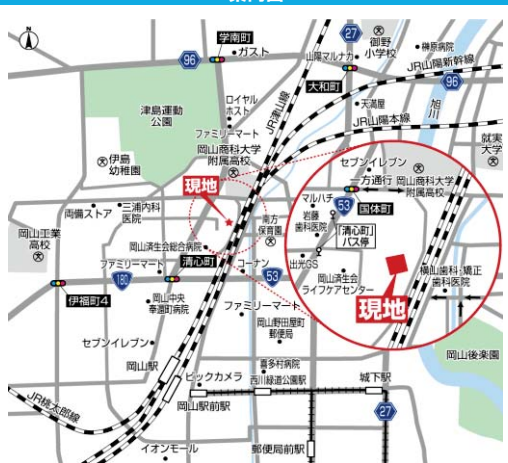 案内図
N
学南町
ガスト
96
27
御野
小学校
榊原病院
山陽マルナカ
JR山陽新幹線
大和町
96
旭川
津島運動
公園
ロイヤル
ホスト
JR津山線
天満屋
JR山陽本線
ファミリーマート
就実
大学
岡山商科大学
附属高校
伊島
幼稚園
現地
セブンイレブン
一方通行
岡山商科大学
附属高校
53
国体町
マルハチ
岩藤
歯科医院
「清心町」
バス停
三浦内科
医院
両備ストア
南方
保育園
岡山工業
高校
岡山済生会総合病院
清心町
出光GS
岡山済生会
ライフケアセンター
横山歯科・矯正
歯科医院
現地
ファミリーマート
コーナン
53
180
伊福町4
岡山中央
奉還町病院
ファミリーマート
岡山野田屋町
郵便局
セブンイレブン
岡山駅
岡山後楽園
喜多村病院
ビックカメラ
西川緑道公園駅
城下駅
JR桃太郎線
岡山駅前駅
27
イオンモール
郵便局前駅